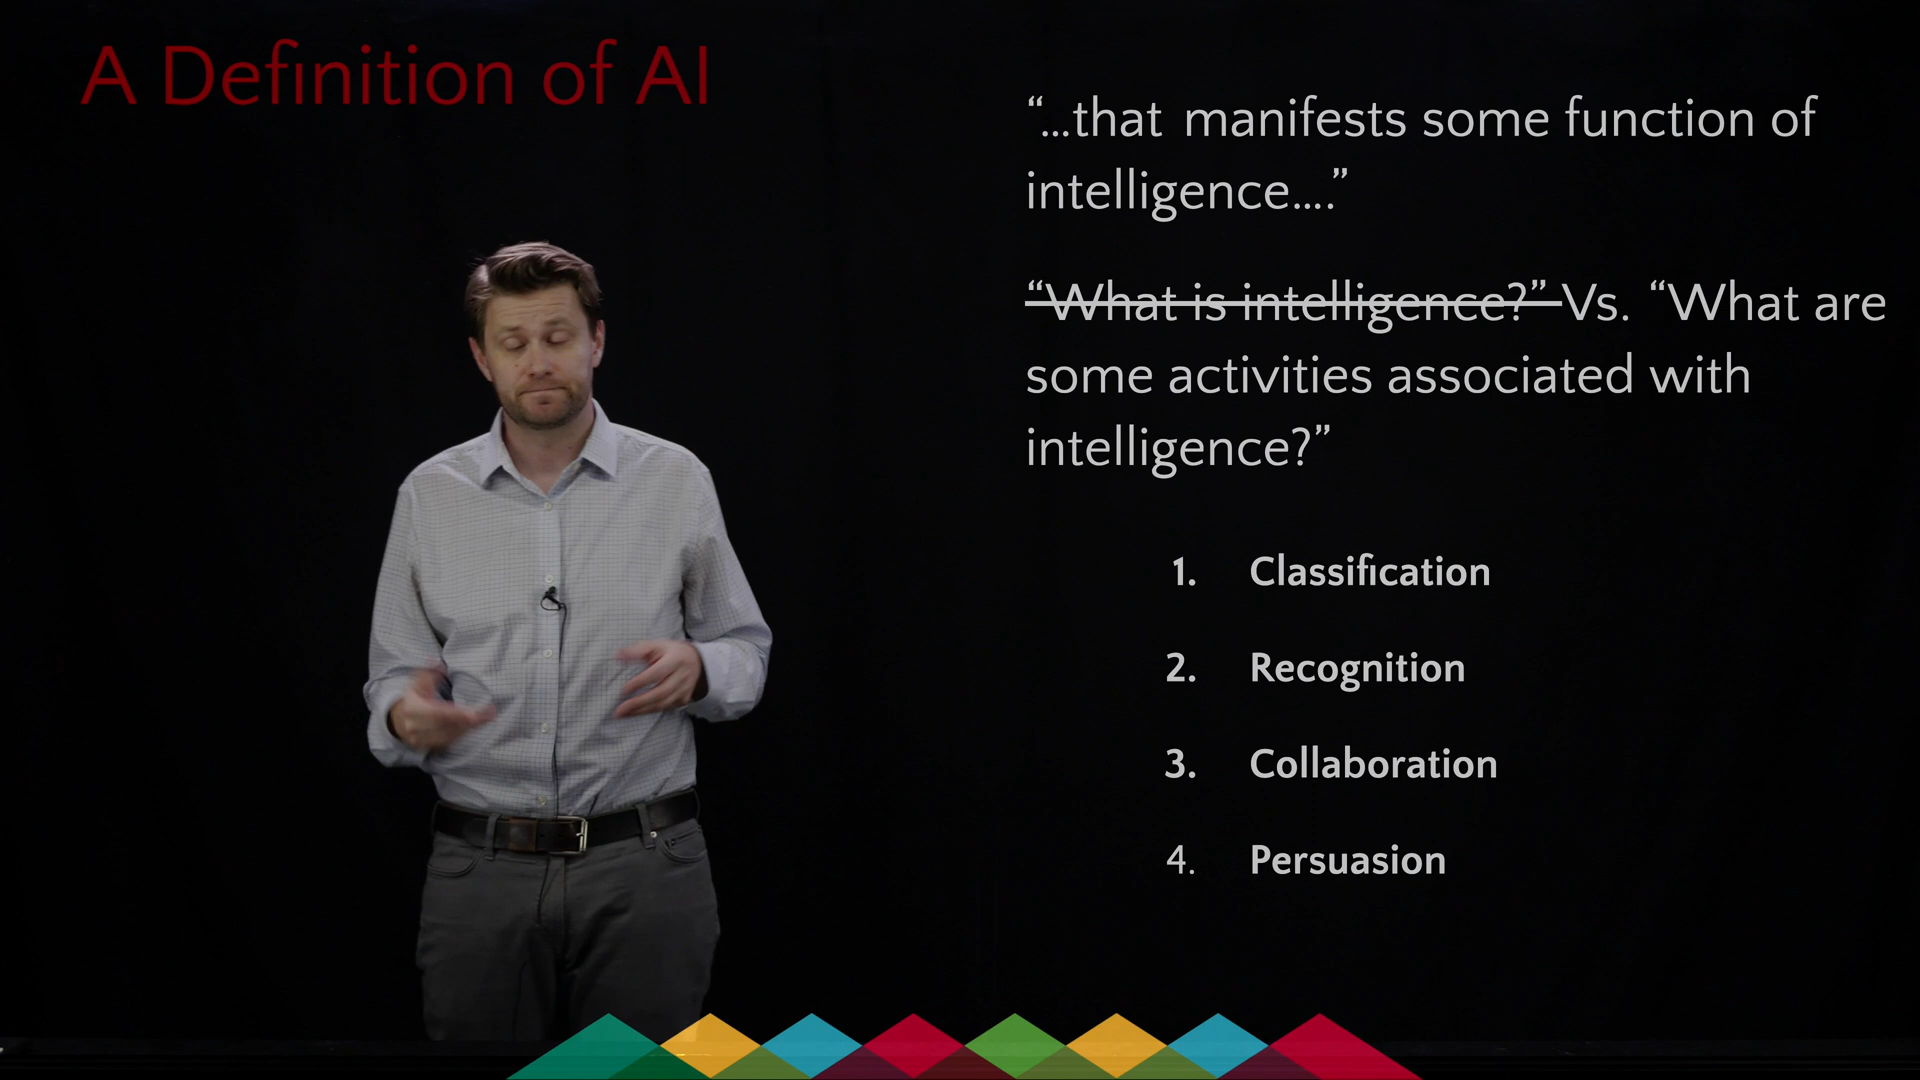 A Definition of AI
“...that manifests some function of
intelligence....”
“What is intelligence?” Vs. “What are
some activities associated with
intelligence?”
1. Classification
2. Recognition
3. Collaboration
4. Persuasion